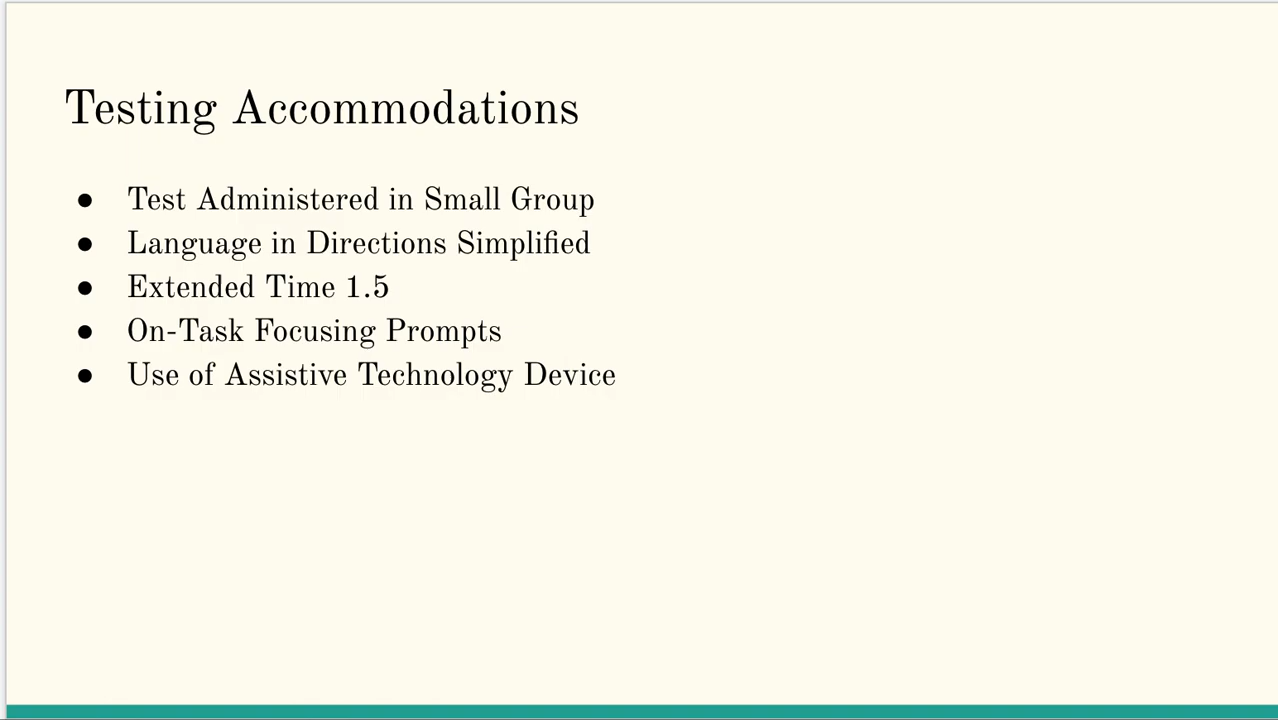 Testing Accommodations
● Test Administered in Small Group
● Language in Directions Simplified
● Extended Time 1.5
● On-Task Focusing Prompts
● Use of Assistive Technology Device